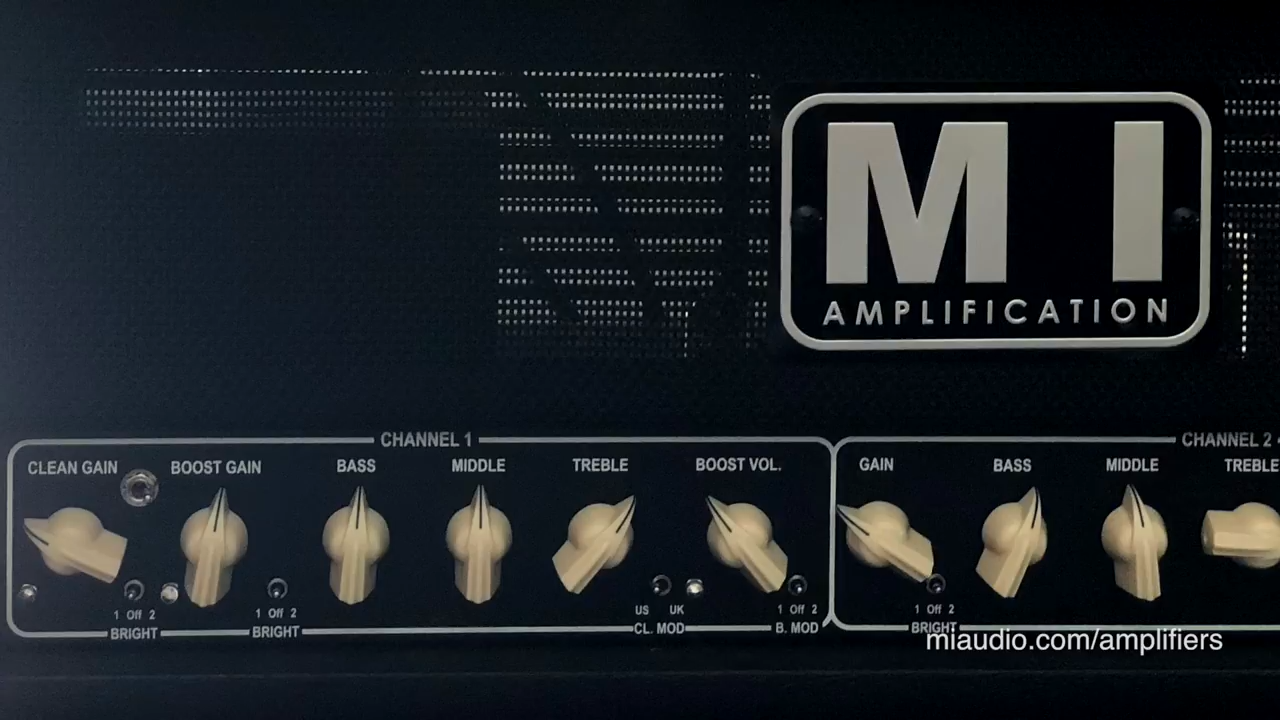 M I
AMPLIFICATION
CHANNEL 1
CHANNEL 2
CLEAN GAIN
BOOST GAIN
BASS
MIDDLE
TREBLE
BOOST VOL.
GAIN
BASS
MIDDLE
TREBLE
US UK
1 Off 2
1 Off 2
1 Off 2
1 Off 2
BRIGHT
BRIGHT
CL. MOD
B. MOD
BRIGHT
miaudio.com/amplifiers